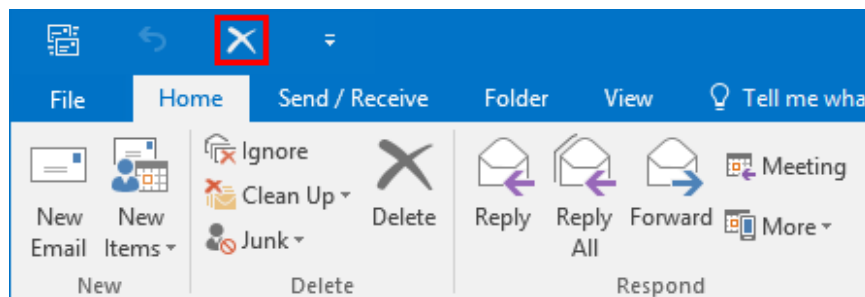 File Home Send / Receive Folder View Tell me wha
Ignore
Clean Up
Junk
Delete
New Email
New Items
Reply
Reply All
Forward
Meeting
More
New Delete Respond